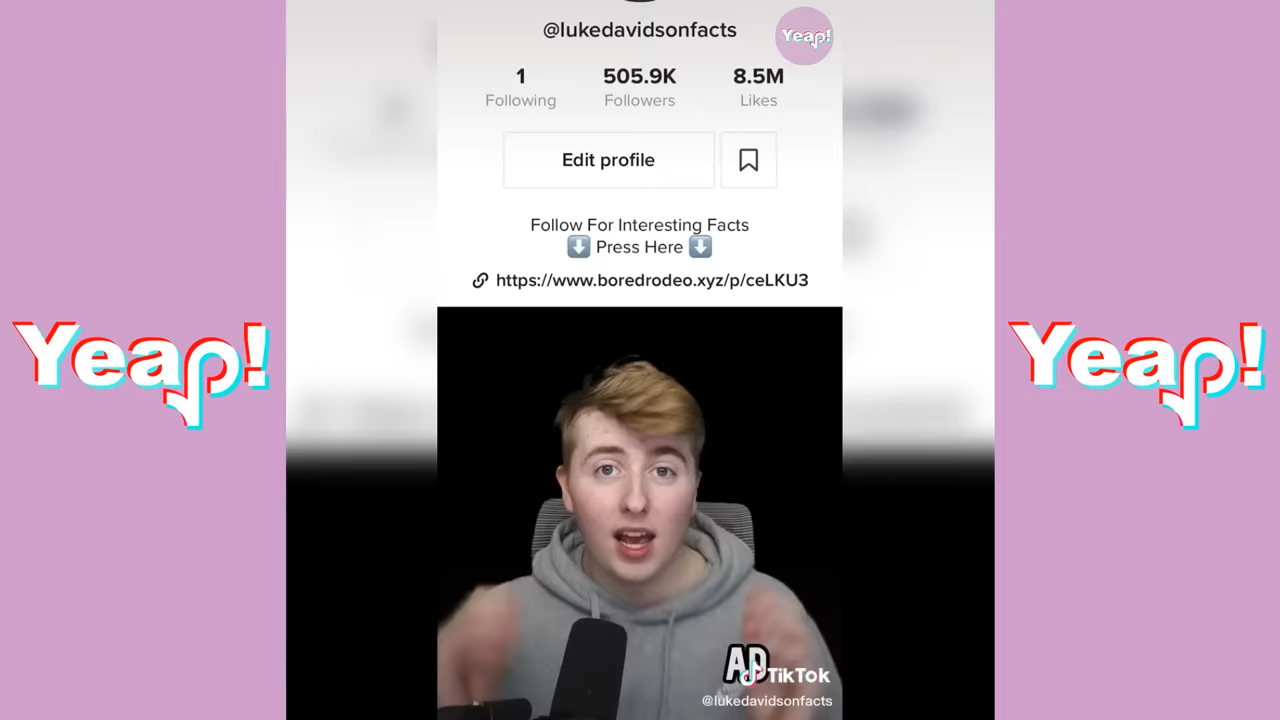 @lukedavidsonfacts
Yeap!
1
505.9K
8.5M
Following
Followers
Likes
Edit profile
Follow For Interesting Facts
⬇️ Press Here ⬇️
https://www.boredrodeo.xyz/p/ceLKU3
Yeap!
Yeap!
AD
TikTok
@lukedavidsonfacts